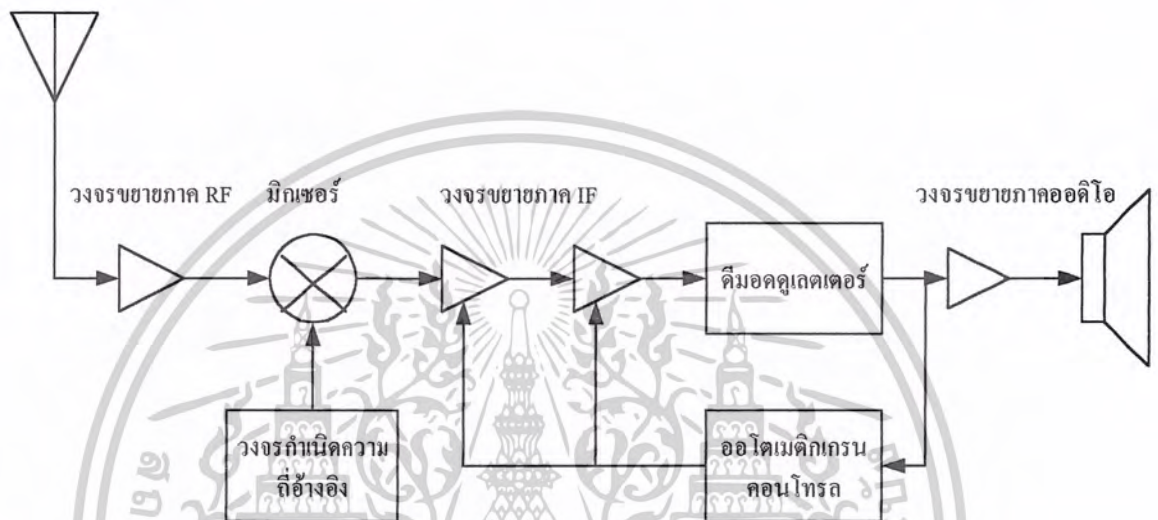 วงจรขยายภาค RF
มิกเซอร์
วงจรขยายภาค IF
วงจรขยายภาคออดิโอ
ดีมอดดูเลตเตอร์
วงจรกำเนิดความ
ถี่อ้างอิง
ออโตเมติกเกรน
คอนโทรล